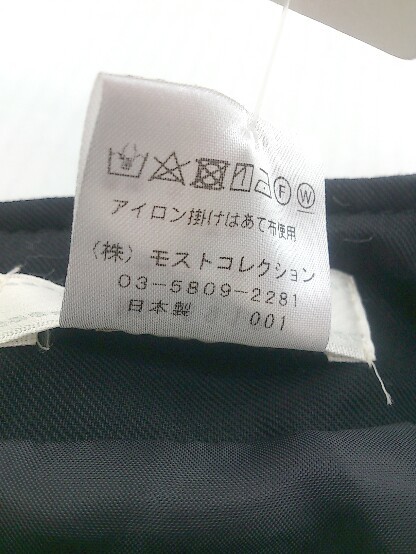 F W
アイロン掛けはあて布使用
(株) モストコレクション
03-5809-2281
日本製 001